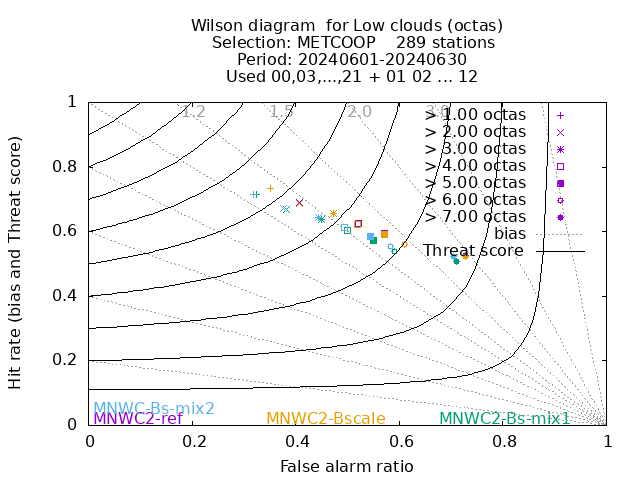 Wilson diagram  for Low clouds (octas)
Selection: METCOOP    289 stations
Period: 20240601-20240630
Used 00,03,...,21 + 01 02 ... 12
1.2 1.5 2.0 3.0
> 1.00 octas
> 2.00 octas
> 3.00 octas
> 4.00 octas
> 5.00 octas
> 6.00 octas
> 7.00 octas
bias
Threat score
Hit rate (bias and Threat score)
1
0.8
0.6
0.4
0.2
0
MNWC-Bs-mix2
MNWC2-ref MNWC2-Bscale MNWC2-Bs-mix1
0 0.2 0.4 0.6 0.8 1
False alarm ratio